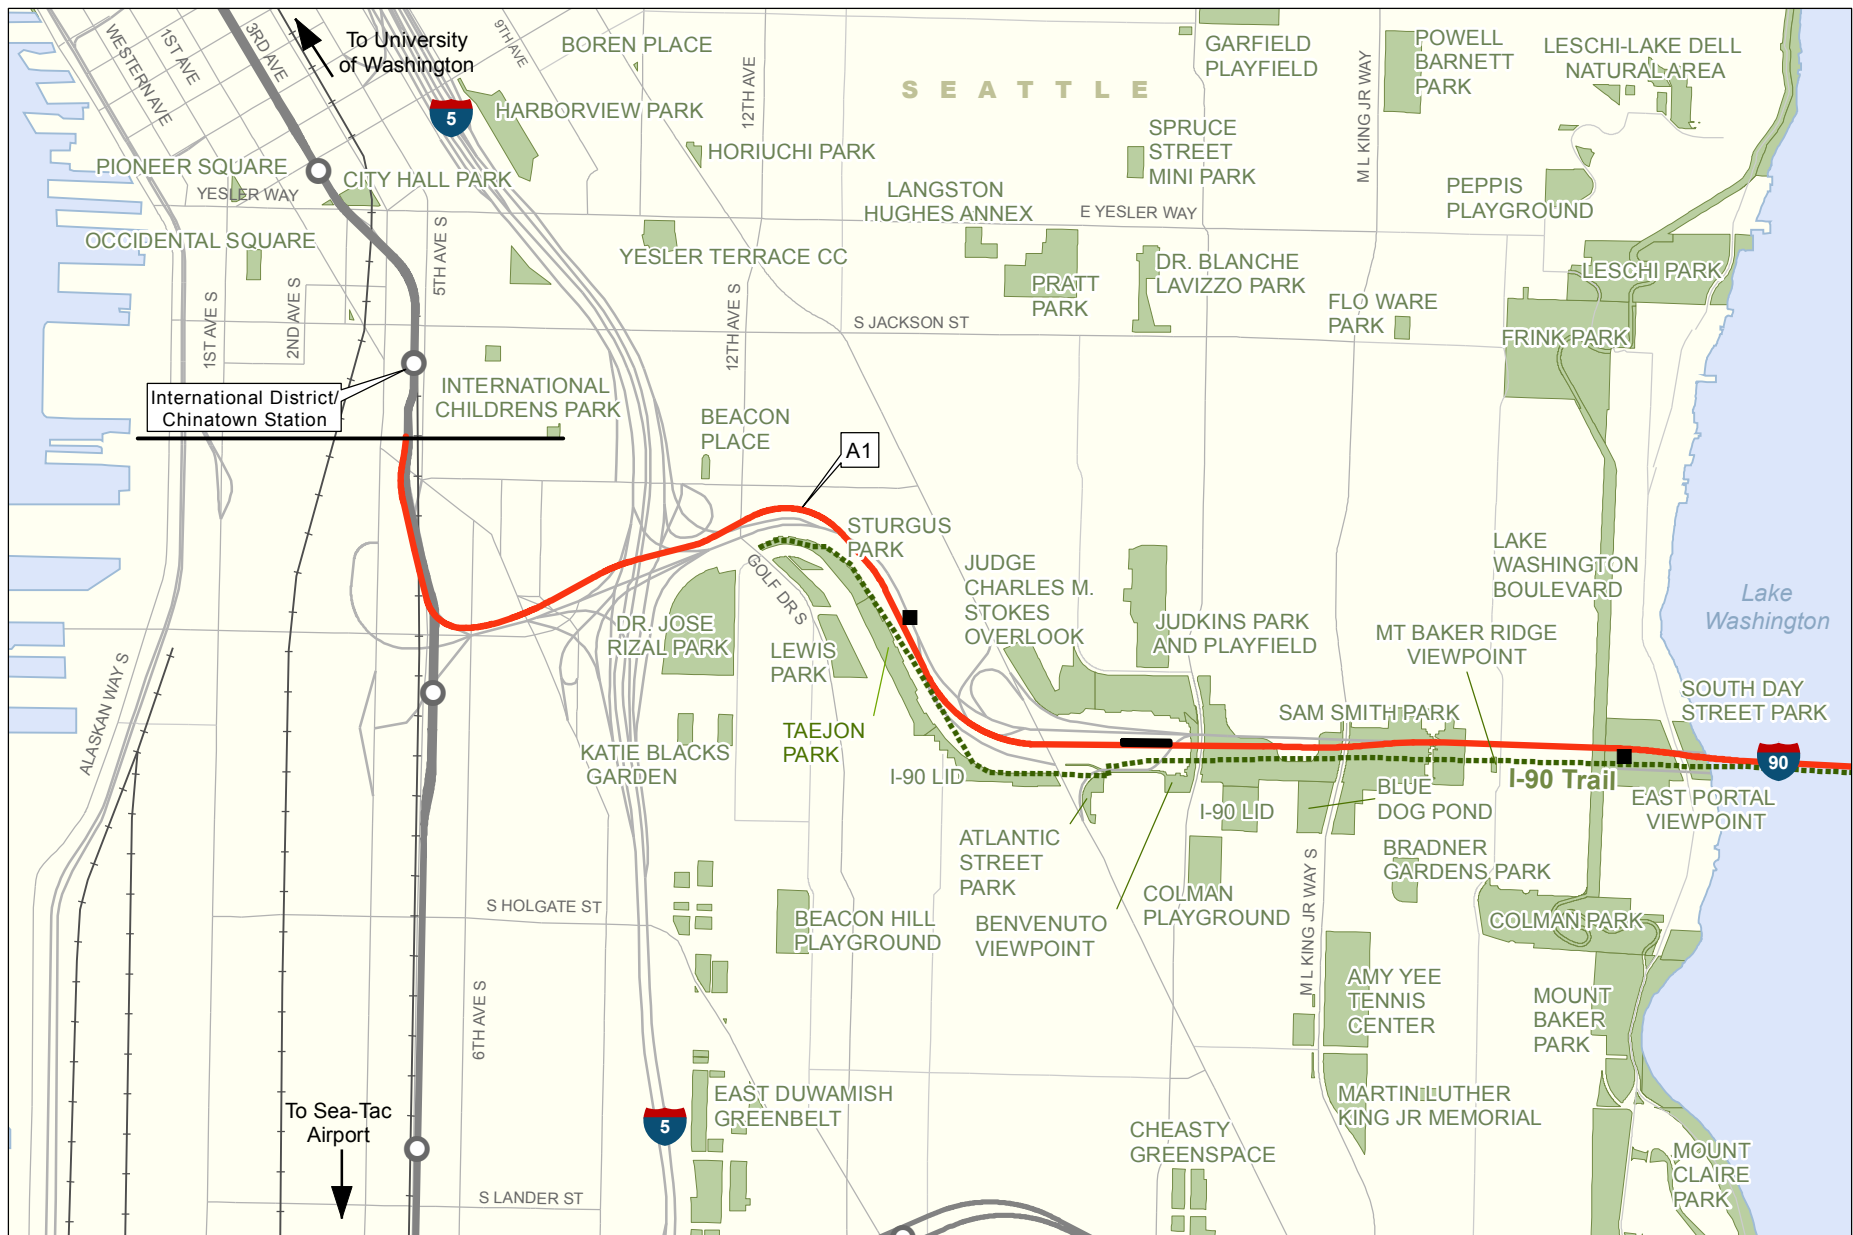 To University
of Washington
WESTERN AVE
1ST AVE
3RD AVE
9TH AVE
5
BOREN PLACE
12TH AVE
HARBORVIEW PARK
HORIUCHI PARK
SEATTLE
GARFIELD
PLAYFIELD
M L KING JR WAY
POWELL
BARNETT
PARK
LESCHI-LAKE DELL
NATURAL AREA
SPRUCE
STREET
MINI PARK
PIONEER SQUARE
YESLER WAY
CITY HALL PARK
LANGSTON
HUGHES ANNEX
E YESLER WAY
PEPPIS
PLAYGROUND
OCCIDENTAL SQUARE
5TH AVE S
YESLER TERRACE CC
PRATT
PARK
DR. BLANCHE
LAVIZZO PARK
LESCHI PARK
1ST AVE S
2ND AVE S
12TH AVE S
S JACKSON ST
FLO WARE
PARK
FRINK PARK
International District/
Chinatown Station
INTERNATIONAL
CHILDRENS PARK
BEACON
PLACE
A1
STURGUS
PARK
GOLF DR S
JUDGE
CHARLES M.
STOKES
OVERLOOK
LAKE
WASHINGTON
BOULEVARD
Lake
Washington
DR. JOSE
RIZAL PARK
LEWIS
PARK
JUDKINS PARK
AND PLAYFIELD
MT BAKER RIDGE
VIEWPOINT
ALASKAN WAY S
TAEJON
PARK
SAM SMITH PARK
SOUTH DAY
STREET PARK
KATIE BLACKS
GARDEN
I-90 LID
I-90 Trail
90
I-90 LID
BLUE
DOG POND
EAST PORTAL
VIEWPOINT
ATLANTIC
STREET
PARK
BRADNER
GARDENS PARK
M L KING JR WAY S
S HOLGATE ST
BEACON HILL
PLAYGROUND
BENVENUTO
VIEWPOINT
COLMAN
PLAYGROUND
COLMAN PARK
6TH AVE S
AMY YEE
TENNIS
CENTER
MOUNT
BAKER
PARK
To Sea-Tac
Airport
5
EAST DUWAMISH
GREENBELT
MARTIN LUTHER
KING JR MEMORIAL
CHEASTY
GREENSPACE
MOUNT
CLAIRE
PARK
S LANDER ST